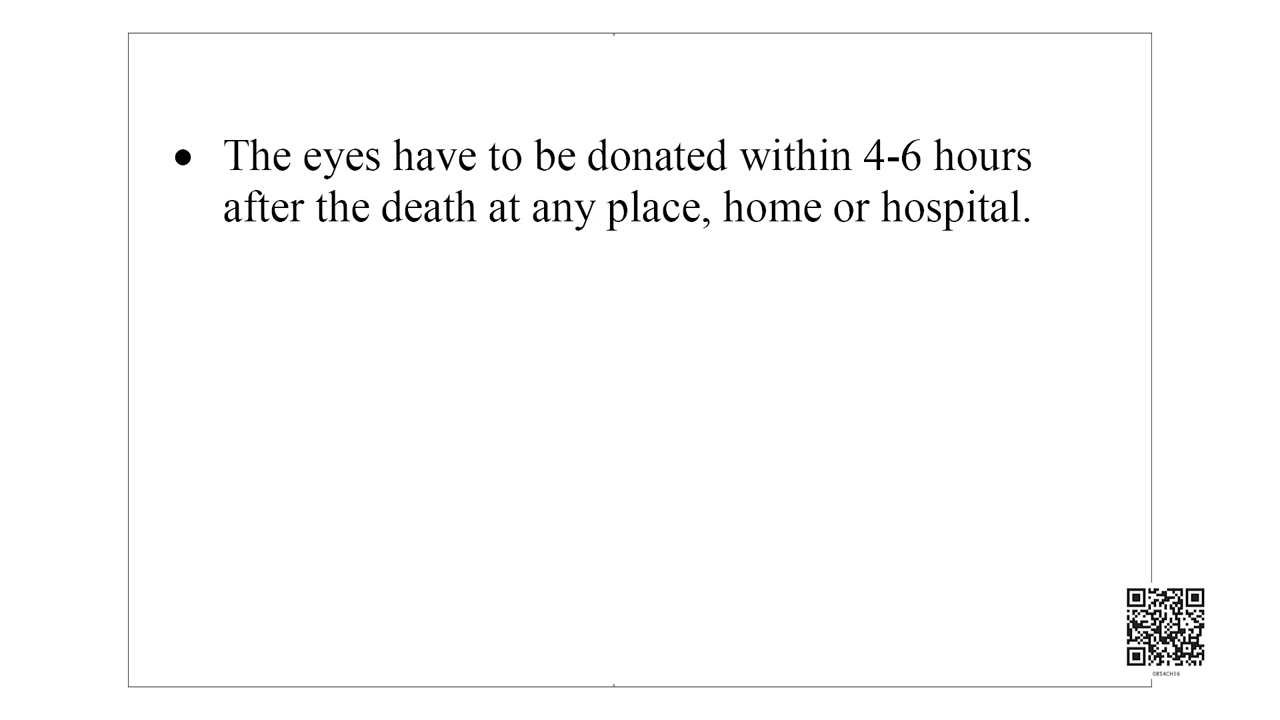 • The eyes have to be donated within 4-6 hours
after the death at any place, home or hospital.
0854CH16